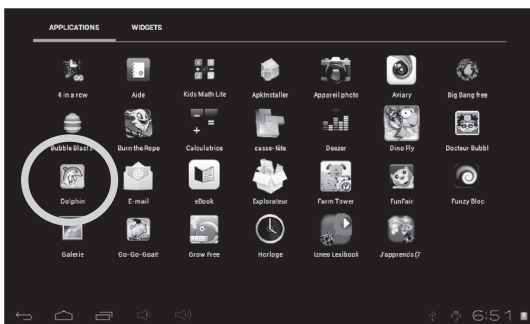 APPLICATIONS WIDGETS
4 in a row Aide Kids Math Lite ApkInstaller Appareil photo Aviary Big Bang free
Bubble Blast Burn the Rope Calculatrice casse-tête Deezer Dino Fly Docteur Bubbl
Dolphin E-mail eBook Explorateur Farm Tower FunFair Funzy Bloc
FREE
Galerie Go-Go-Goat! Grow Free Horloge Izneo Lesibook J'apprends (7
6:51